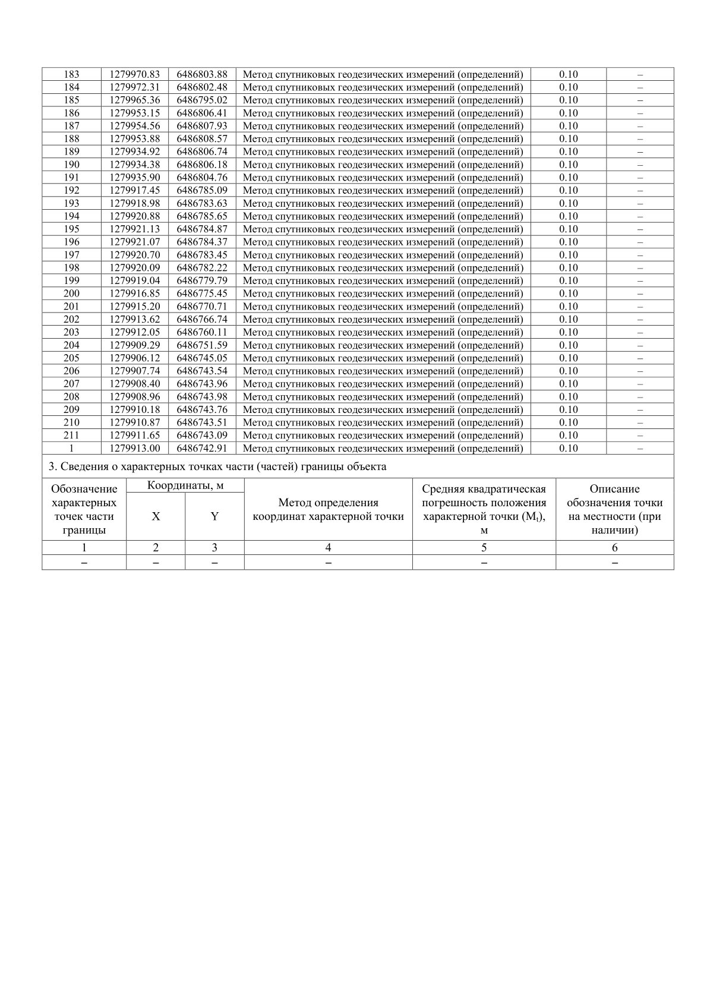 183 1279970.83 6486803.88 Метод спутниковых геодезических измерений (определений) 0.10 –
184 1279972.31 6486802.48 Метод спутниковых геодезических измерений (определений) 0.10 –
185 1279965.36 6486795.02 Метод спутниковых геодезических измерений (определений) 0.10 –
186 1279953.15 6486806.41 Метод спутниковых геодезических измерений (определений) 0.10 –
187 1279954.56 6486807.93 Метод спутниковых геодезических измерений (определений) 0.10 –
188 1279953.88 6486808.57 Метод спутниковых геодезических измерений (определений) 0.10 –
189 1279934.92 6486806.74 Метод спутниковых геодезических измерений (определений) 0.10 –
190 1279934.38 6486806.18 Метод спутниковых геодезических измерений (определений) 0.10 –
191 1279935.90 6486804.76 Метод спутниковых геодезических измерений (определений) 0.10 –
192 1279917.45 6486785.09 Метод спутниковых геодезических измерений (определений) 0.10 –
193 1279918.98 6486783.63 Метод спутниковых геодезических измерений (определений) 0.10 –
194 1279920.88 6486785.65 Метод спутниковых геодезических измерений (определений) 0.10 –
195 1279921.13 6486784.87 Метод спутниковых геодезических измерений (определений) 0.10 –
196 1279921.07 6486784.37 Метод спутниковых геодезических измерений (определений) 0.10 –
197 1279920.70 6486783.45 Метод спутниковых геодезических измерений (определений) 0.10 –
198 1279920.09 6486782.22 Метод спутниковых геодезических измерений (определений) 0.10 –
199 1279919.04 6486779.79 Метод спутниковых геодезических измерений (определений) 0.10 –
200 1279916.85 6486775.45 Метод спутниковых геодезических измерений (определений) 0.10 –
201 1279915.20 6486770.71 Метод спутниковых геодезических измерений (определений) 0.10 –
202 1279913.62 6486766.74 Метод спутниковых геодезических измерений (определений) 0.10 –
203 1279912.05 6486760.11 Метод спутниковых геодезических измерений (определений) 0.10 –
204 1279909.29 6486751.59 Метод спутниковых геодезических измерений (определений) 0.10 –
205 1279906.12 6486745.05 Метод спутниковых геодезических измерений (определений) 0.10 –
206 1279907.74 6486743.54 Метод спутниковых геодезических измерений (определений) 0.10 –
207 1279908.40 6486743.96 Метод спутниковых геодезических измерений (определений) 0.10 –
208 1279908.96 6486743.98 Метод спутниковых геодезических измерений (определений) 0.10 –
209 1279910.18 6486743.76 Метод спутниковых геодезических измерений (определений) 0.10 –
210 1279910.87 6486743.51 Метод спутниковых геодезических измерений (определений) 0.10 –
211 1279911.65 6486743.09 Метод спутниковых геодезических измерений (определений) 0.10 –
1 1279913.00 6486742.91 Метод спутниковых геодезических измерений (определений) 0.10 –
3. Сведения о характерных точках части (частей) границы объекта
Обозначение
характерных
точек части
границы
Координаты, м
X Y
Метод определения
координат характерной точки
Средняя квадратическая
погрешность положения
характерной точки (Mt),
м
Описание
обозначения точки
на местности (при
наличии)
1 2 3 4 5 6
– – – – – –